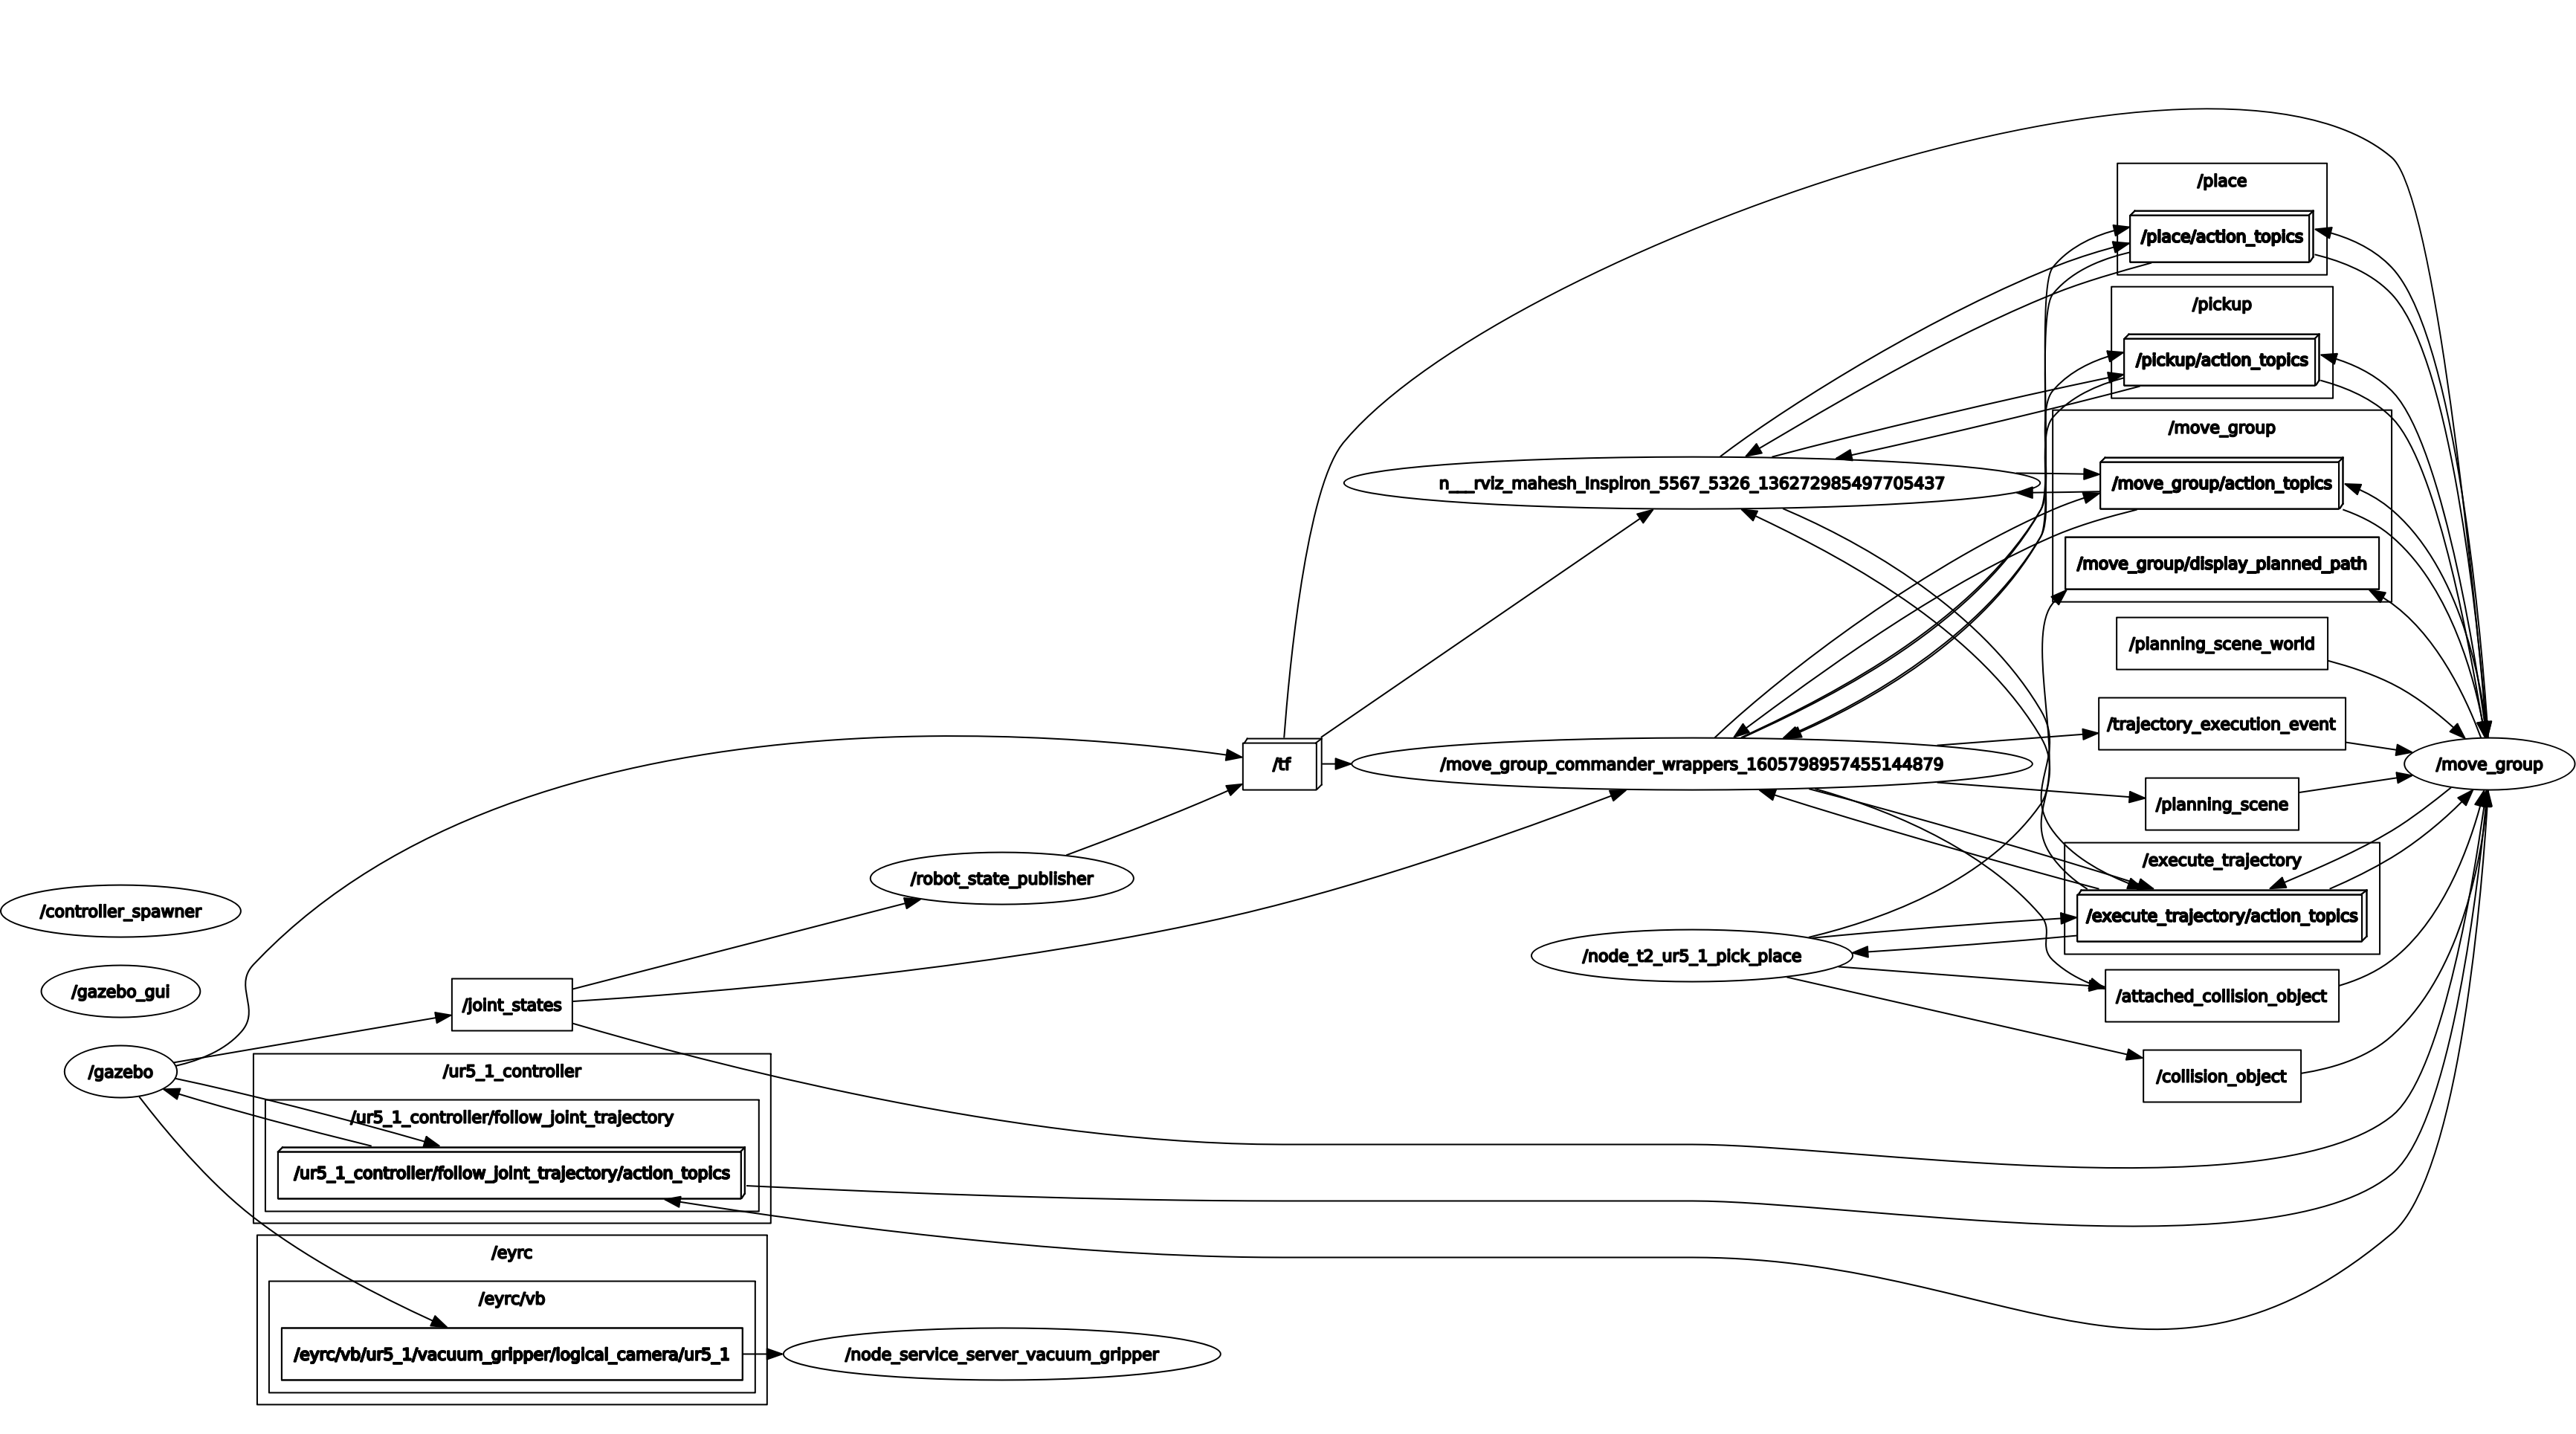 /place
/place/action_topics
/pickup
/pickup/action_topics
/move_group
n___rviz_mahesh_Inspiron_5567_5326_136272985497705437
/move_group/action_topics
/move_group/display_planned_path
/planning_scene_world
/trajectory_execution_event
/tf
/move_group_commander_wrappers_1605798957455144879
/move_group
/planning_scene
/execute_trajectory
/robot_state_publisher
/controller_spawner
/execute_trajectory/action_topics
/node_t2_ur5_1_pick_place
/gazebo_gui
/attached_collision_object
/joint_states
/gazebo
/ur5_1_controller
/collision_object
/ur5_1_controller/follow_joint_trajectory
/ur5_1_controller/follow_joint_trajectory/action_topics
/eyrc
/eyrc/vb
/eyrc/vb/ur5_1/vacuum_gripper/logical_camera/ur5_1
/node_service_server_vacuum_gripper